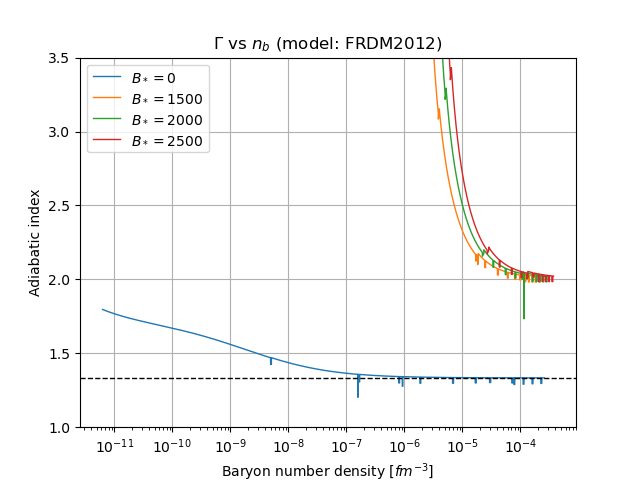 Γ vs n_b (model: FRDM2012)
B_* = 0
B_* = 1500
B_* = 2000
B_* = 2500
Adiabatic index
3.5
3.0
2.5
2.0
1.5
1.0
10^{-11} 10^{-10} 10^{-9} 10^{-8} 10^{-7} 10^{-6} 10^{-5} 10^{-4}
Baryon number density [fm^{-3}]